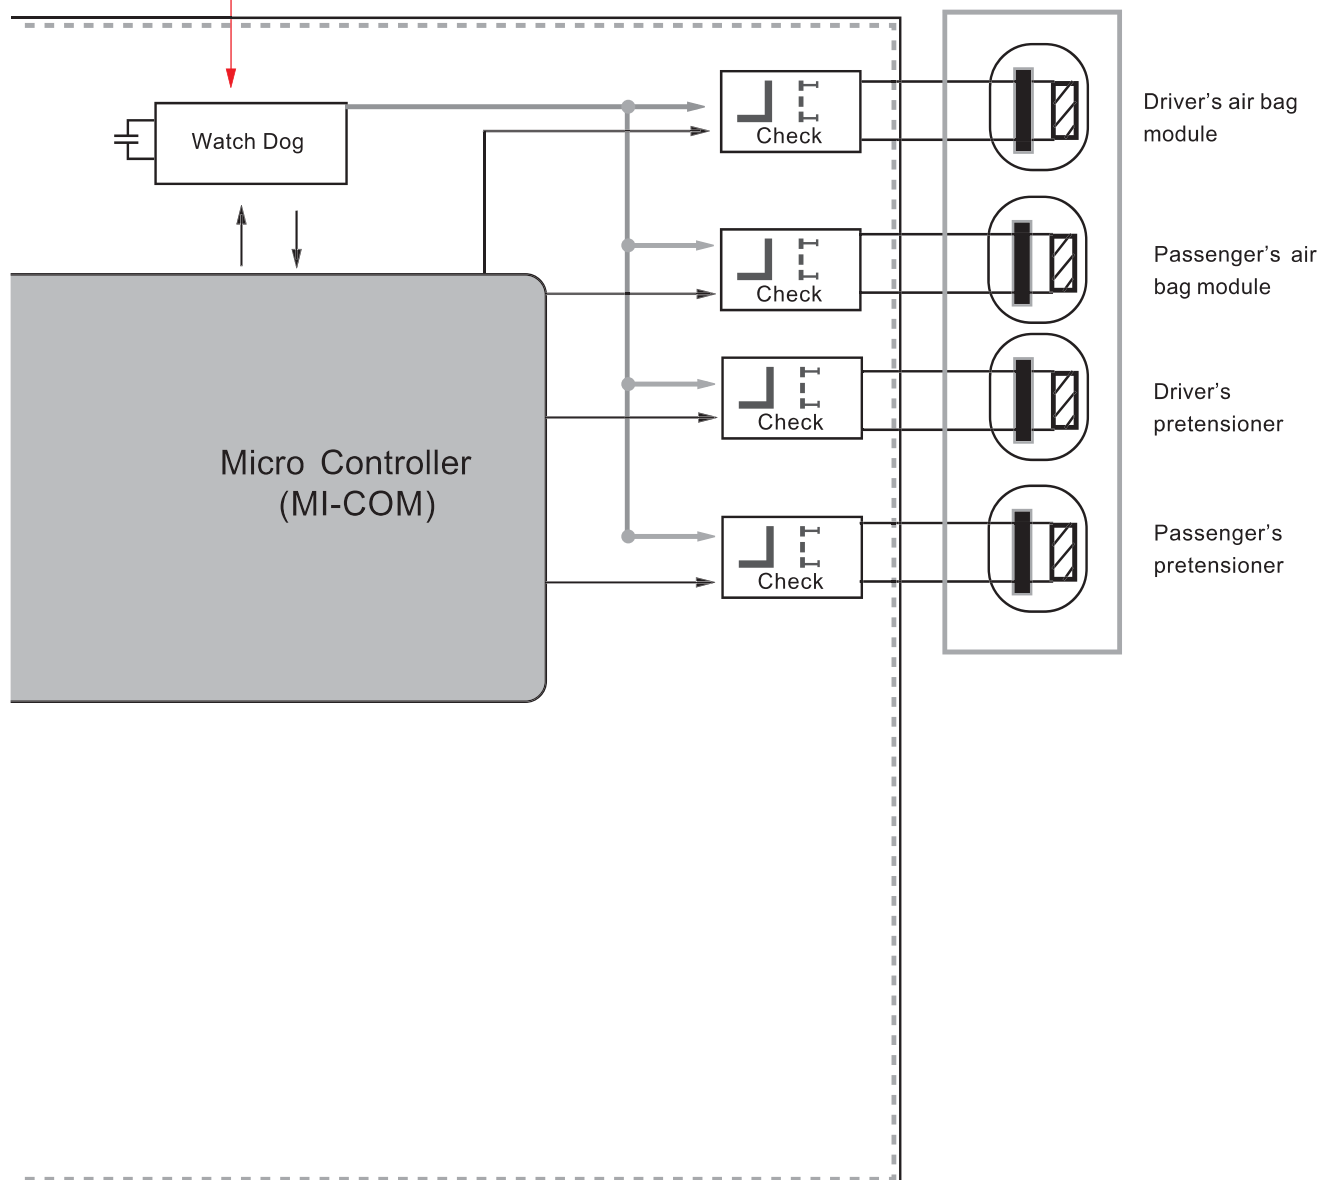 Driver's air bag
module
Watch Dog
Check
Passenger's air
bag module
Check
Driver's
pretensioner
Check
Micro Controller
(MI-COM)
Passenger's
pretensioner
Check